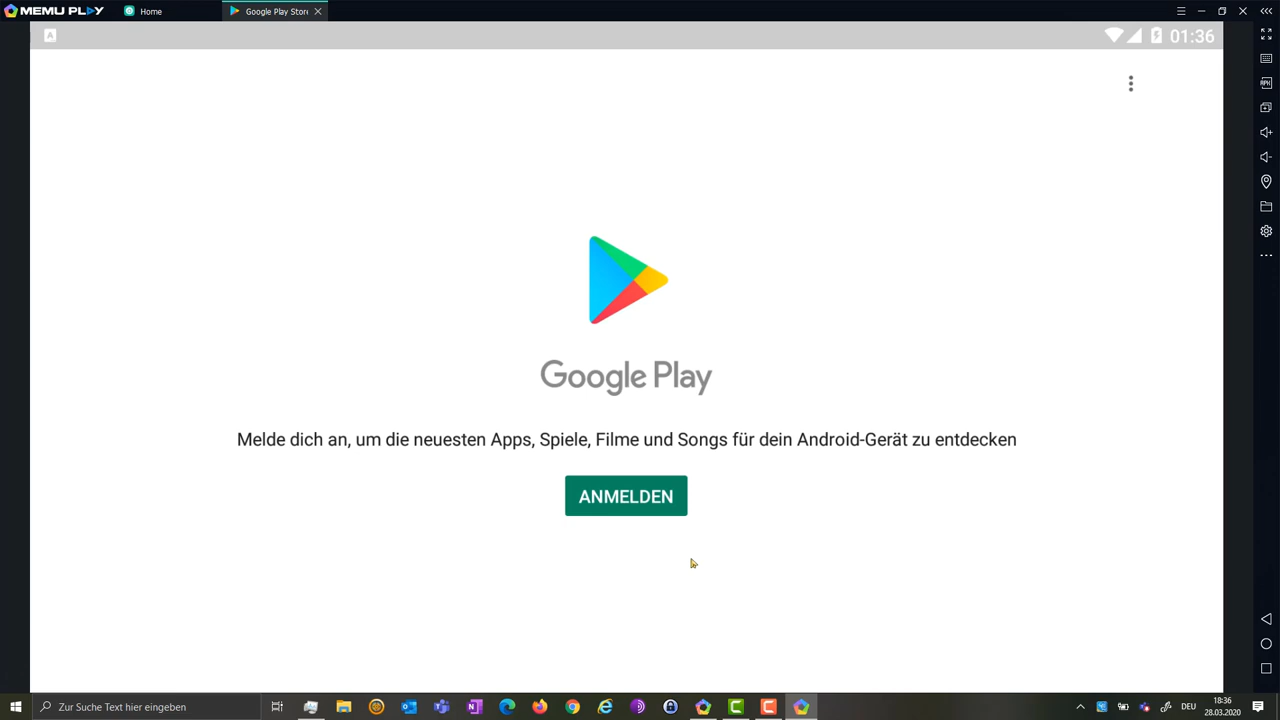 MEMU PLAY
Home
Google Play Store
01:36
Google Play
Melde dich an, um die neuesten Apps, Spiele, Filme und Songs für dein Android-Gerät zu entdecken
ANMELDEN
Zur Suche Text hier eingeben
DEU
18:36
28.03.2020